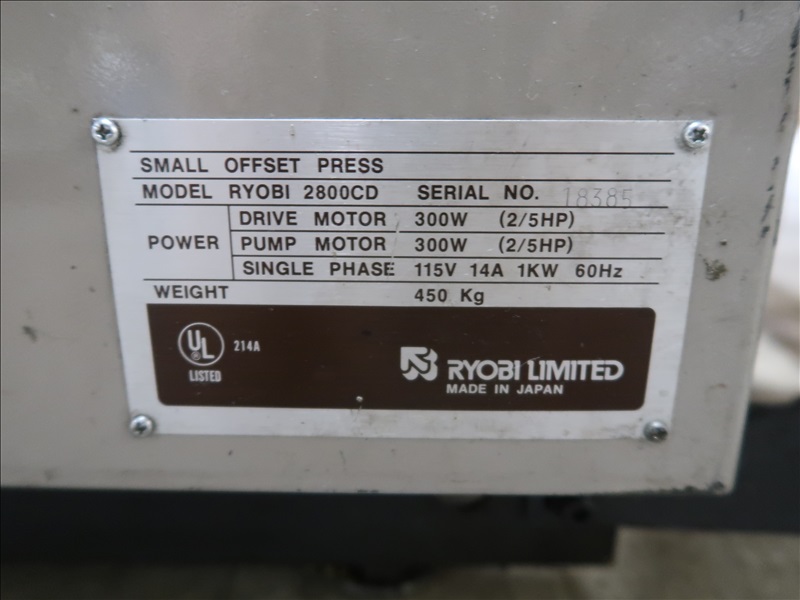 SMALL OFFSET PRESS
MODEL RYOBI 2800CD SERIAL NO. 18385
POWER
DRIVE MOTOR 300W (2/5HP)
PUMP MOTOR 300W (2/5HP)
SINGLE PHASE 115V 14A 1KW 60Hz
WEIGHT 450 Kg
UL ® 214A
LISTED
RYOBI LIMITED
MADE IN JAPAN